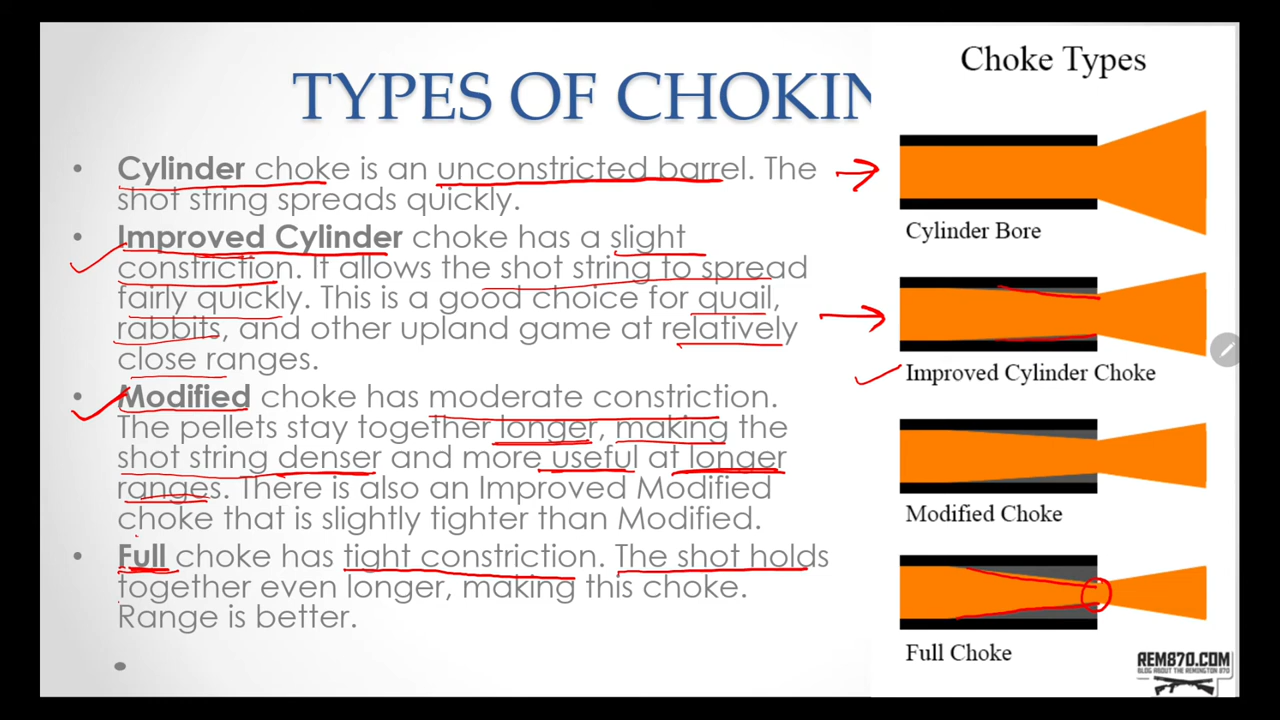 TYPES OF CHOKIN
• Cylinder choke is an unconstricted barrel. The
shot string spreads quickly.
• Improved Cylinder choke has a slight
constriction. It allows the shot string to spread
fairly quickly. This is a good choice for quail,
rabbits, and other upland game at relatively
close ranges.
• Modified choke has moderate constriction.
The pellets stay together longer, making the
shot string denser and more useful at longer
ranges. There is also an Improved Modified
choke that is slightly tighter than Modified.
• Full choke has tight constriction. The shot holds
together even longer, making this choke.
Range is better.
Choke Types
Cylinder Bore
Improved Cylinder Choke
Modified Choke
Full Choke
REM870.COM
BLOG ABOUT THE REMINGTON 870